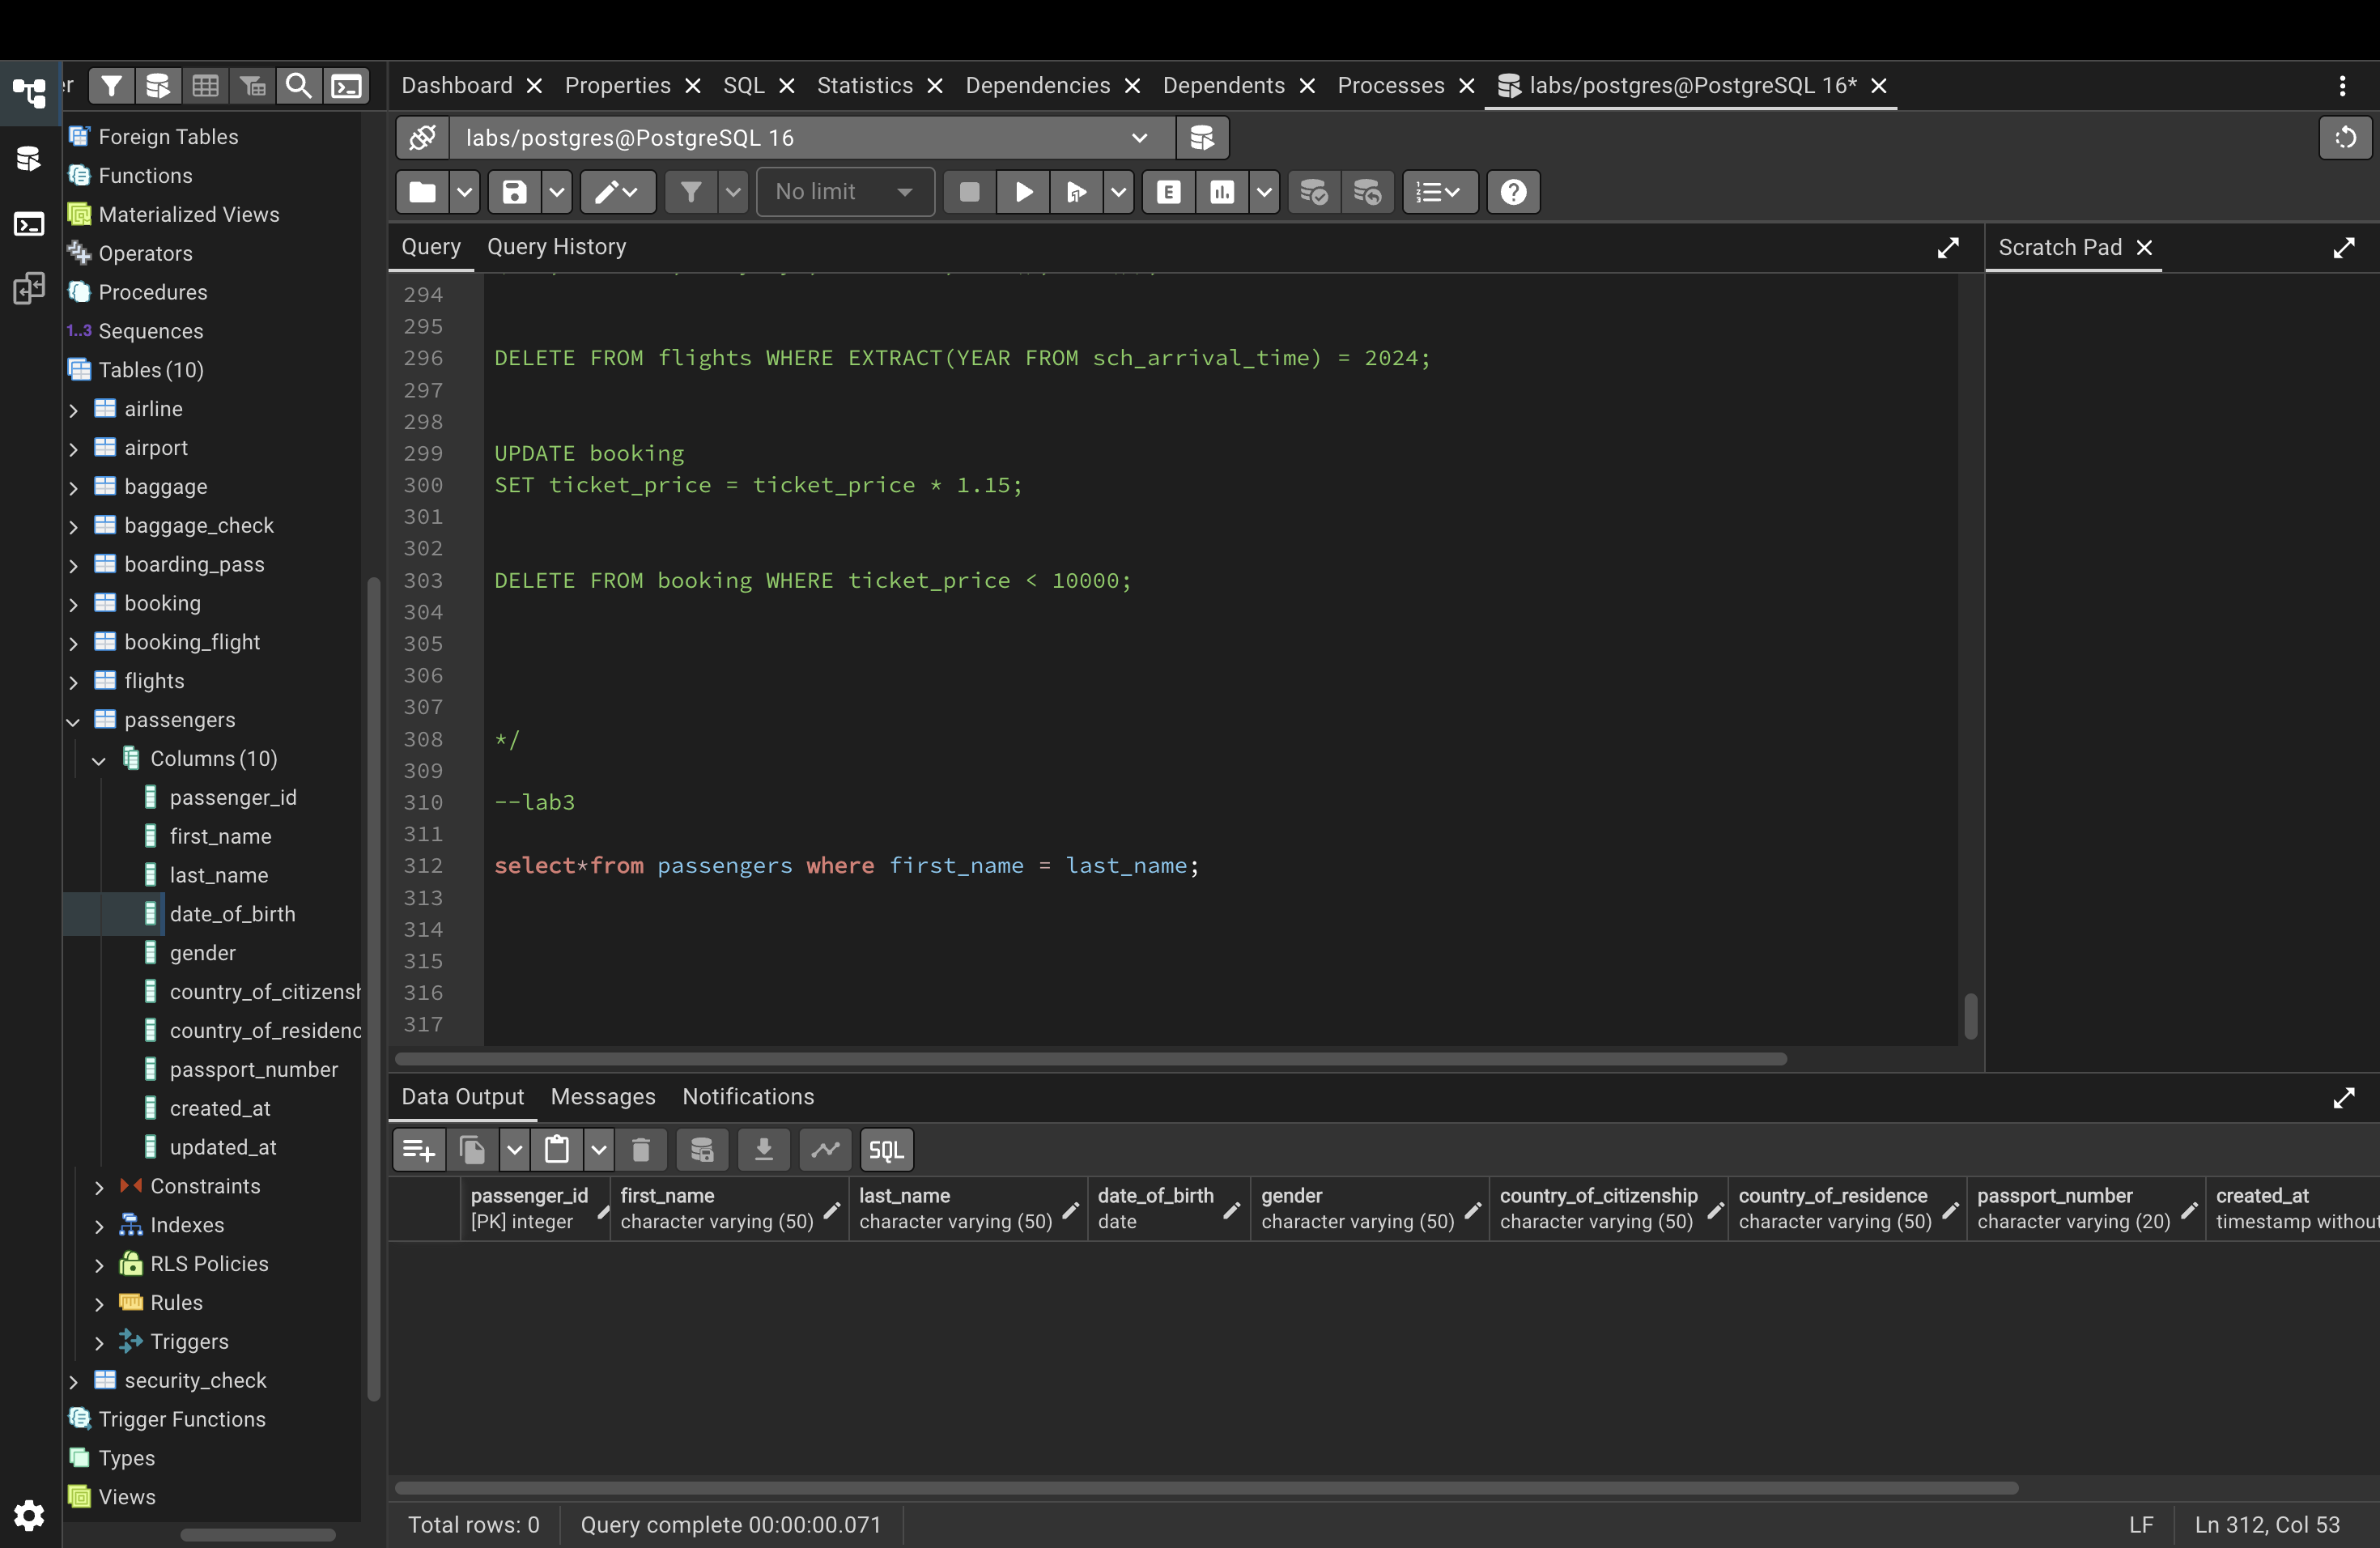 er
Dashboard
Properties
SQL
Statistics
Dependencies
Dependents
Processes
labs/postgres@PostgreSQL 16*
labs/postgres@PostgreSQL 16
No limit
E
Query
Query History
Scratch Pad
Foreign Tables
Functions
Materialized Views
Operators
Procedures
1..3 Sequences
Tables (10)
airline
airport
baggage
baggage_check
boarding_pass
booking
booking_flight
flights
passengers
Columns (10)
passenger_id
first_name
last_name
date_of_birth
gender
country_of_citizensh
country_of_residenc
passport_number
created_at
updated_at
Constraints
Indexes
RLS Policies
Rules
Triggers
security_check
Trigger Functions
Types
Views
294
295
296 DELETE FROM flights WHERE EXTRACT(YEAR FROM sch_arrival_time) = 2024;
297
298
299 UPDATE booking
300 SET ticket_price = ticket_price * 1.15;
301
302
303 DELETE FROM booking WHERE ticket_price < 10000;
304
305
306
307
308 */
309
310 --lab3
311
312 select*from passengers where first_name = last_name;
313
314
315
316
317
Data Output
Messages
Notifications
SQL
passenger_id
[PK] integer
first_name
character varying (50)
last_name
character varying (50)
date_of_birth
date
gender
character varying (50)
country_of_citizenship
character varying (50)
country_of_residence
character varying (50)
passport_number
character varying (20)
created_at
timestamp without
Total rows: 0
Query complete 00:00:00.071
LF
Ln 312, Col 53